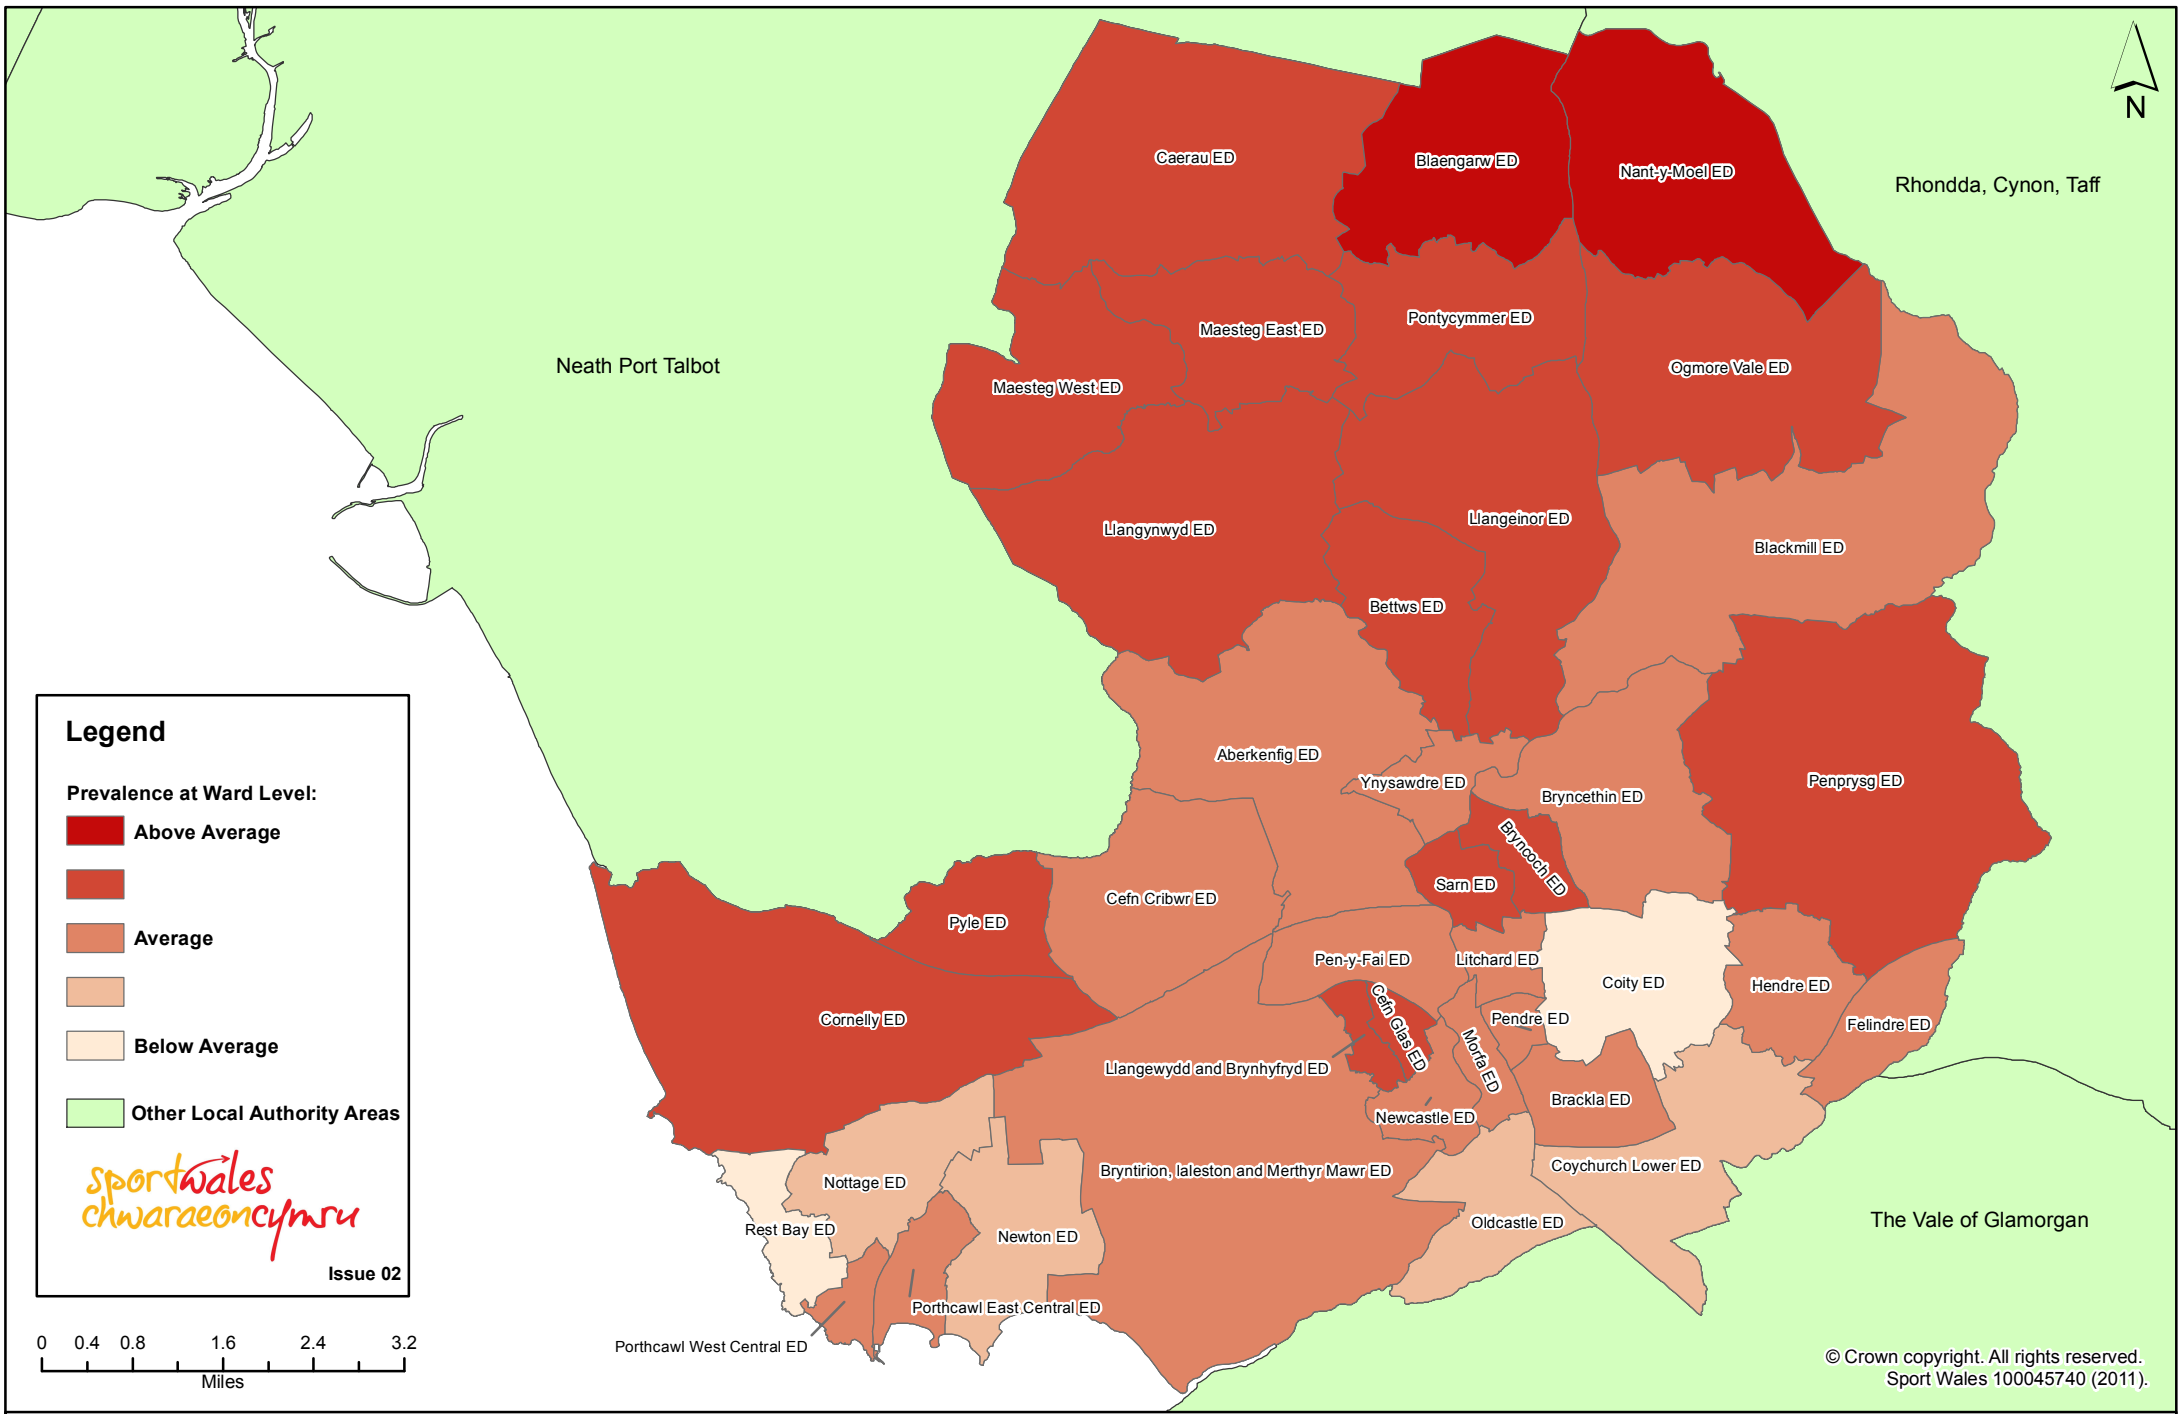 N
Caerau ED
Blaengarw ED
Nant-y-Moel ED
Rhondda, Cynon, Taff
Maesteg East ED
Pontycymmer ED
Neath Port Talbot
Ogmore Vale ED
Maesteg West ED
Llangynwyd ED
Llangeinor ED
Blackmill ED
Bettws ED
Aberkenfig ED
Ynysawdre ED
Bryncethin ED
Penprysg ED
Bryncoch ED
Sarn ED
Cefn Cribwr ED
Pyle ED
Pen-y-Fai ED
Litchard ED
Coity ED
Hendre ED
Cornelly ED
Cefn Glas ED
Pendre ED
Felindre ED
Morfa ED
Llangewydd and Brynhyfryd ED
Brackla ED
Newcastle ED
Bryntirion, laleston and Merthyr Mawr ED
Coychurch Lower ED
Nottage ED
Rest Bay ED
Newton ED
Oldcastle ED
The Vale of Glamorgan
Porthcawl East Central ED
Porthcawl West Central ED
Legend
Prevalence at Ward Level:
Above Average
Average
Below Average
Other Local Authority Areas
sportwales
chwaraeoncymru
Issue 02
0 0.4 0.8 1.6 2.4 3.2
Miles
© Crown copyright. All rights reserved.
Sport Wales 100045740 (2011).